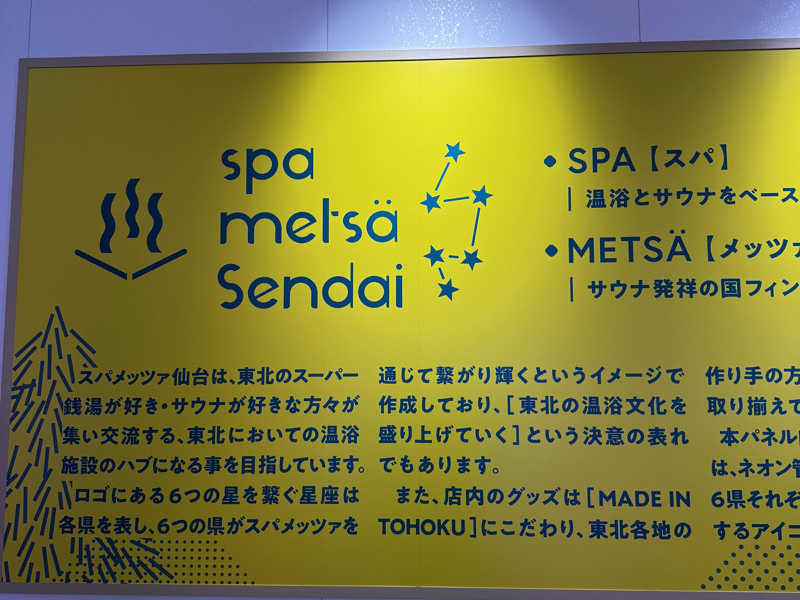 spa
metsä
Sendai
• SPA【スパ】
| 温浴とサウナをベース
• METSÄ【メッツァ
| サウナ発祥の国フィン
スパメッツァ仙台は、東北のスーパー
銭湯が好き・サウナが好きな方々が
集い交流する、東北においての温浴
施設のハブになる事を目指しています。
ロゴにある6つの星を繋ぐ星座は
各県を表し、6つの県がスパメッツァを
通じて繋がり輝くというイメージで
作成しており、[東北の温浴文化を
盛り上げていく]という決意の表れ
でもあります。
また、店内のグッズは[MADE IN
TOHOKU]にこだわり、東北各地の
作り手の方
取り揃えて
本パネル
は、ネオン管
6県それぞ
するアイコ